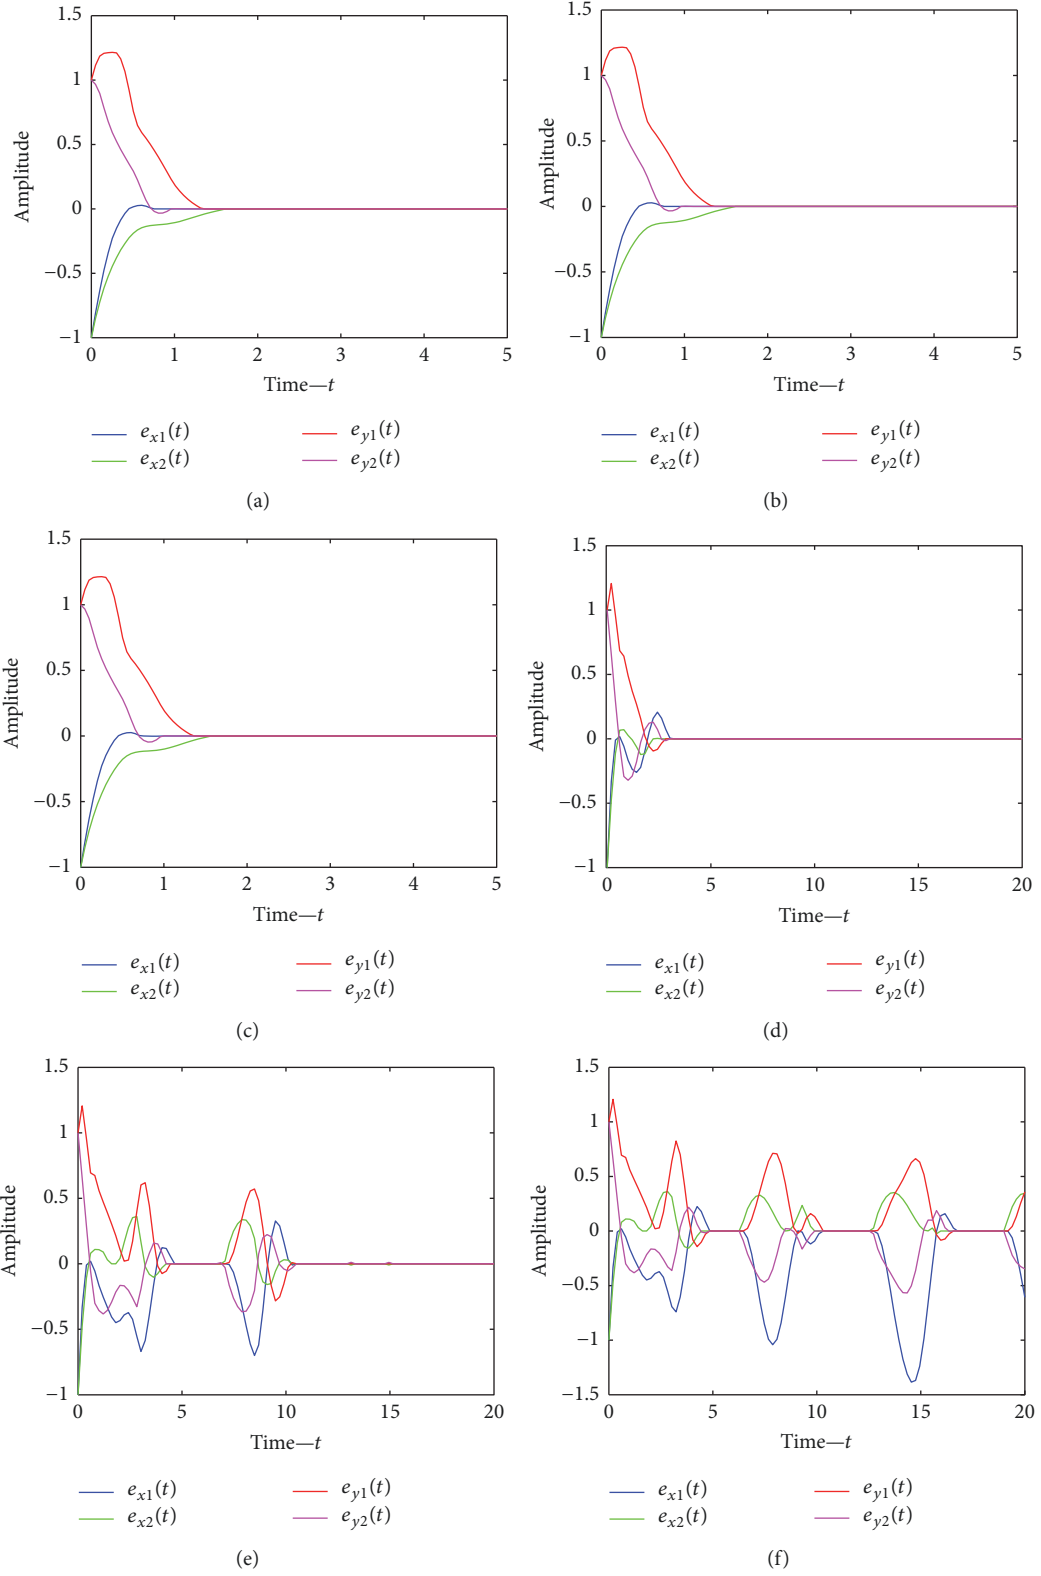 1.5
1
0.5
0
−0.5
−1
Amplitude
0 1 2 3 4 5
Time—t
e_{x1}(t) e_{y1}(t)
e_{x2}(t) e_{y2}(t)
(a)
1.5
1
0.5
0
−0.5
−1
Amplitude
0 1 2 3 4 5
Time—t
e_{x1}(t) e_{y1}(t)
e_{x2}(t) e_{y2}(t)
(b)
1.5
1
0.5
0
−0.5
−1
Amplitude
0 1 2 3 4 5
Time—t
e_{x1}(t) e_{y1}(t)
e_{x2}(t) e_{y2}(t)
(c)
1.5
1
0.5
0
−0.5
−1
Amplitude
0 5 10 15 20
Time—t
e_{x1}(t) e_{y1}(t)
e_{x2}(t) e_{y2}(t)
(d)
1.5
1
0.5
0
−0.5
−1
Amplitude
0 5 10 15 20
Time—t
e_{x1}(t) e_{y1}(t)
e_{x2}(t) e_{y2}(t)
(e)
1.5
1
0.5
0
−0.5
−1
−1.5
Amplitude
0 5 10 15 20
Time—t
e_{x1}(t) e_{y1}(t)
e_{x2}(t) e_{y2}(t)
(f)